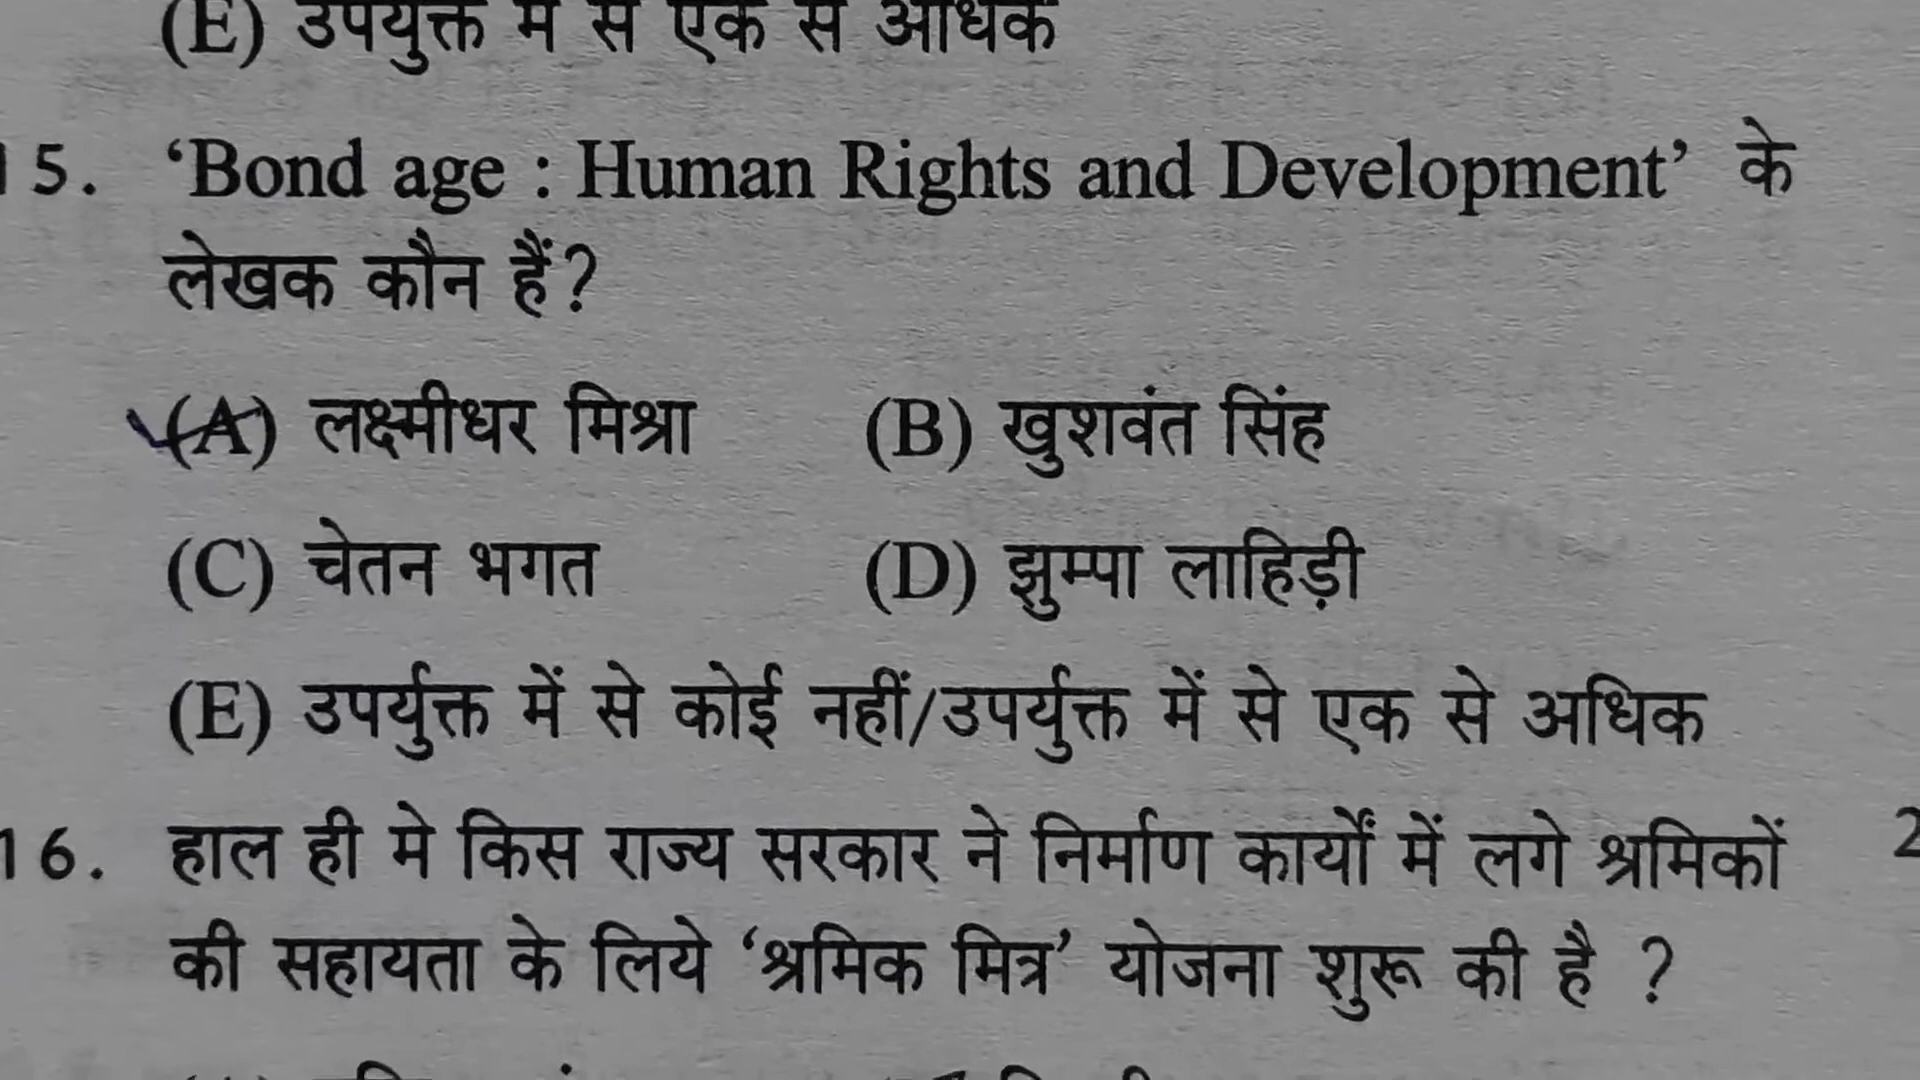 (E) उपर्युक्त में से एक से अधिक
15. ‘Bond age : Human Rights and Development’ के
लेखक कौन हैं?
(A) लक्ष्मीधर मिश्रा (B) खुशवंत सिंह
(C) चेतन भगत (D) झुम्पा लाहिड़ी
(E) उपर्युक्त में से कोई नहीं/उपर्युक्त में से एक से अधिक
16. हाल ही मे किस राज्य सरकार ने निर्माण कार्यों में लगे श्रमिकों
की सहायता के लिये ‘श्रमिक मित्र’ योजना शुरू की है ?